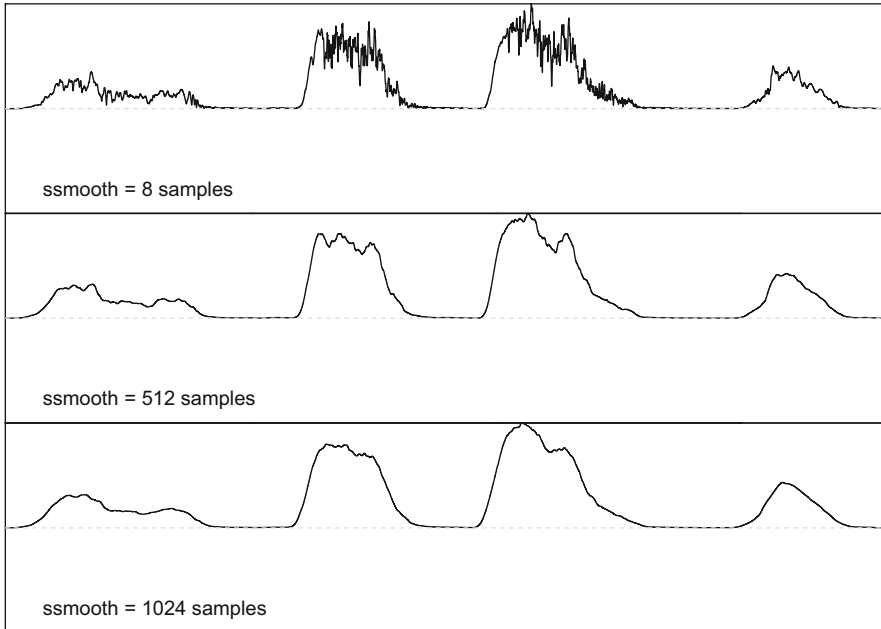 ssmooth = 8 samples
ssmooth = 512 samples
ssmooth = 1024 samples